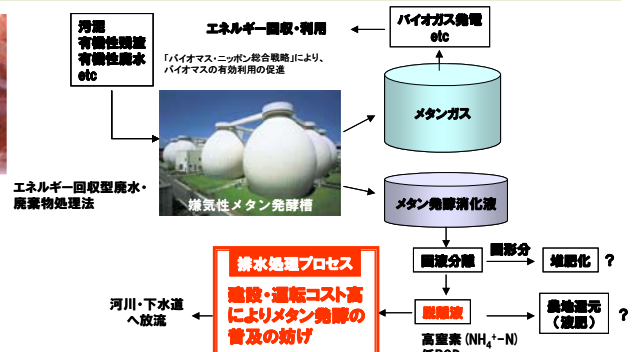 汚泥
有機性残渣
有機性廃水
etc
エネルギー回収・利用
「バイオマス・ニッポン総合戦略」により、
バイオマスの有効利用の促進
バイオガス発電
etc
メタンガス
嫌気性メタン発酵槽
エネルギー回収型廃水・
廃棄物処理法
メタン発酵消化液
固液分離
固形分
堆肥化
?
排水処理プロセス
建設・運転コスト高
によりメタン発酵の
普及の妨げ
河川・下水道
へ放流
脱離液
農地還元
（液肥）
?
高窒素 (NH₄⁺-N)